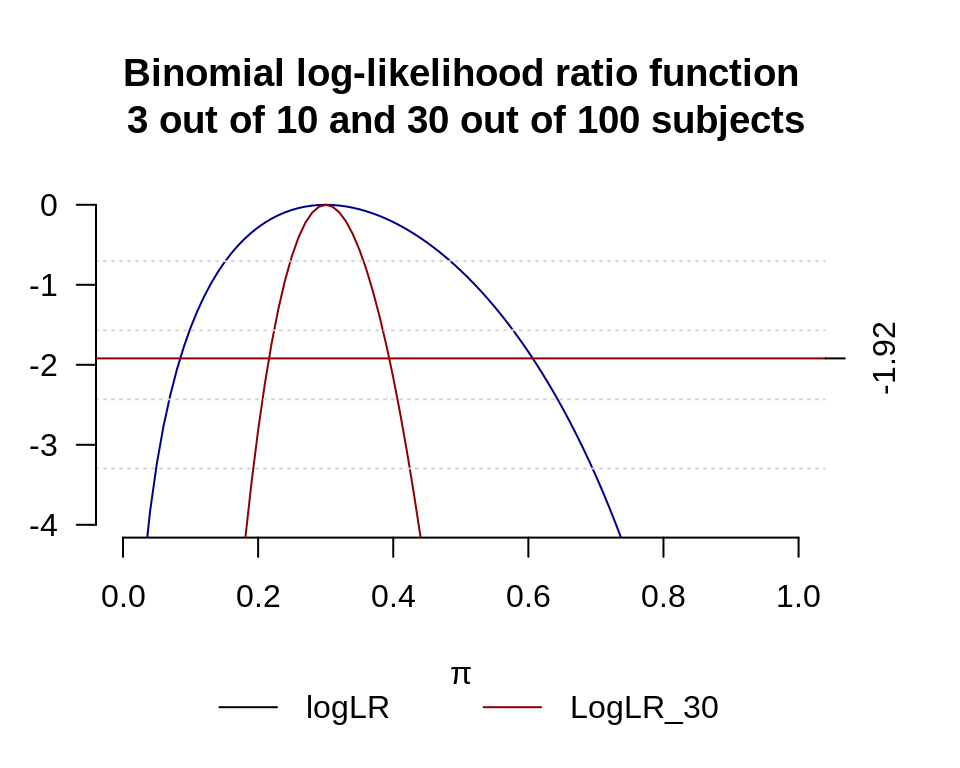 Binomial log-likelihood ratio function
3 out of 10 and 30 out of 100 subjects
0
-1
-2
-3
-4
-1.92
0.0 0.2 0.4 0.6 0.8 1.0
π
logLR LogLR_30